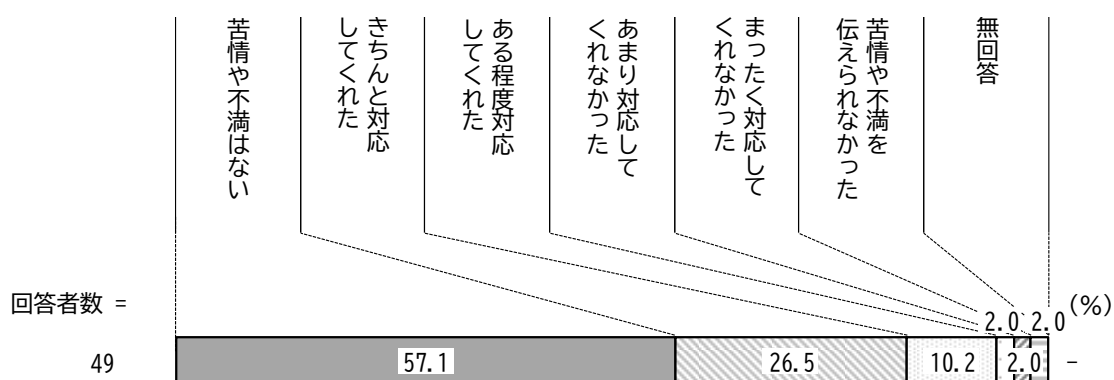 苦情や不満はない
きちんと対応
してくれた
ある程度対応
してくれた
あまり対応して
くれなかった
まったく対応して
くれなかった
苦情や不満を
伝えられなかった
無回答
回答者数 =
(%)
2.0 2.0
49 57.1 26.5 10.2 2.0 -